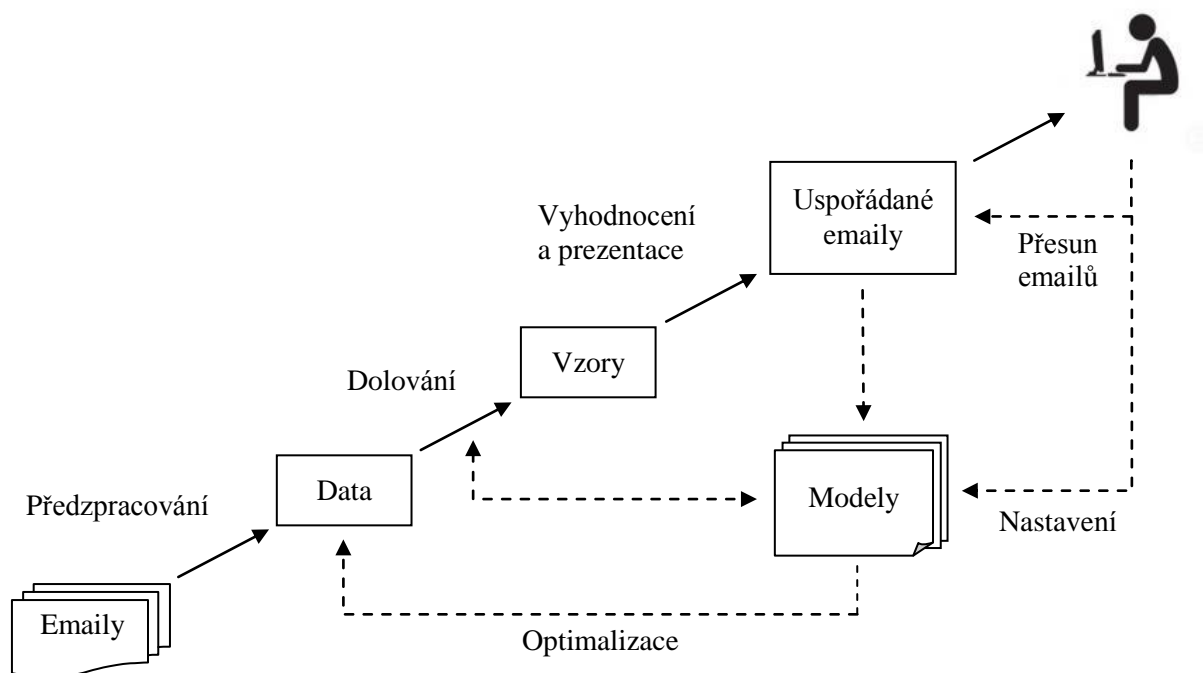 Uspořádané
emaily
Vyhodnocení
a prezentace
Přesun
emailů
Vzory
Dolování
Data
Modely
Předzpracování
Nastavení
Emaily
Optimalizace